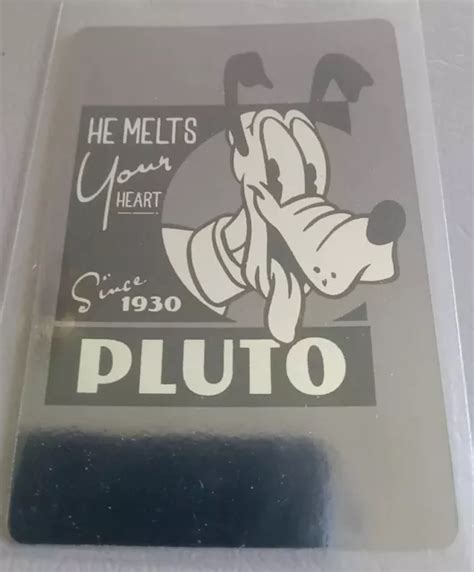 HE MELTS
Your
HEART
Since
1930
PLUTO